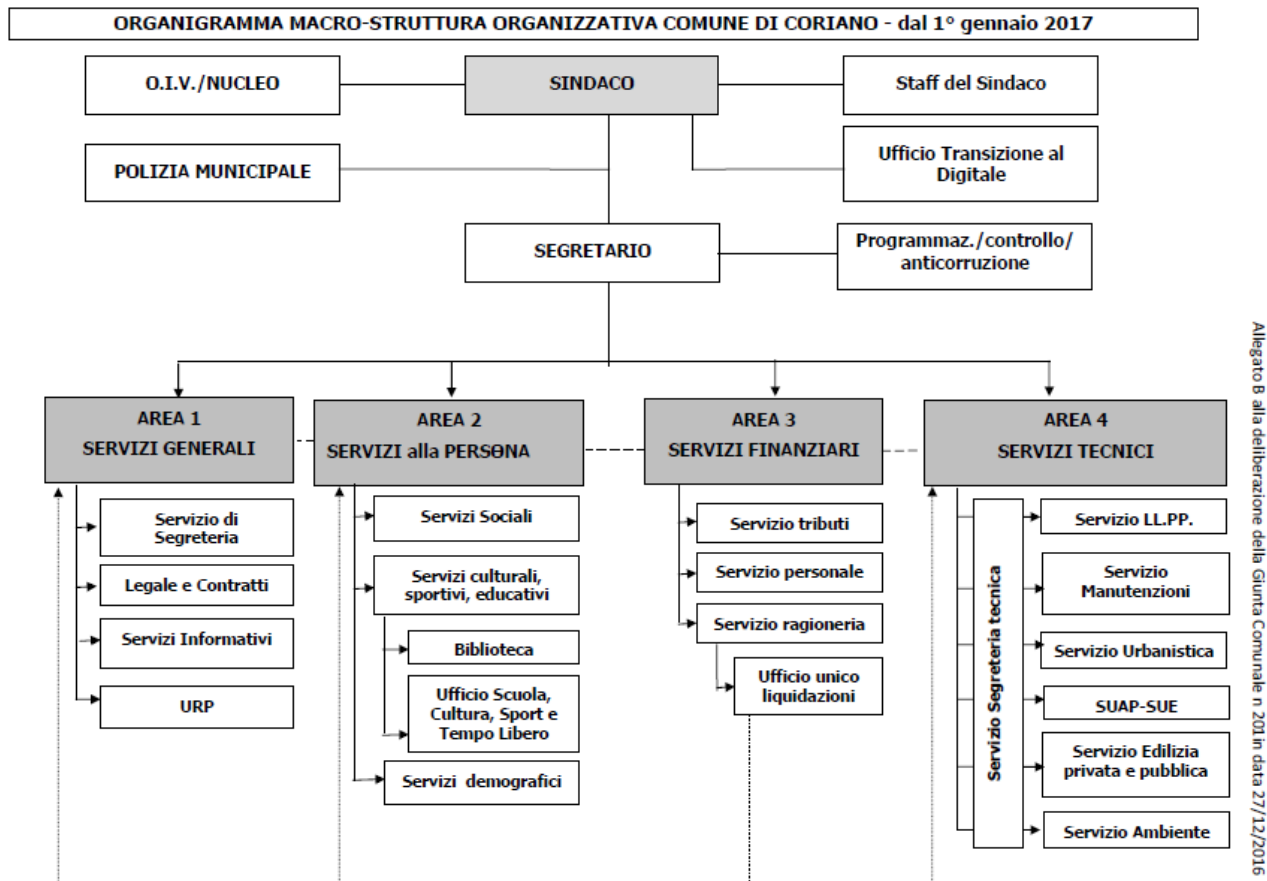 ORGANIGRAMMA MACRO-STRUTTURA ORGANIZZATIVA COMUNE DI CORIANO - dal 1° gennaio 2017
O.I.V./NUCLEO
SINDACO
Staff del Sindaco
POLIZIA MUNICIPALE
Ufficio Transizione al
Digitale
SEGRETARIO
Programmaz./controllo/
anticorruzione
AREA 1
SERVIZI GENERALI
Servizio di
Segreteria
Legale e Contratti
Servizi Informativi
URP
AREA 2
SERVIZI alla PERSONA
Servizi Sociali
Servizi culturali,
sportivi, educativi
Biblioteca
Ufficio Scuola,
Cultura, Sport e
Tempo Libero
Servizi demografici
AREA 3
SERVIZI FINANZIARI
Servizio tributi
Servizio personale
Servizio ragioneria
Ufficio unico
liquidazioni
AREA 4
SERVIZI TECNICI
Servizio Segreteria tecnica
Servizio LL.PP.
Servizio
Manutenzioni
Servizio Urbanistica
SUAP-SUE
Servizio Edilizia
privata e pubblica
Servizio Ambiente
Allegato B alla deliberazione della Giunta Comunale n 201 in data 27/12/2016